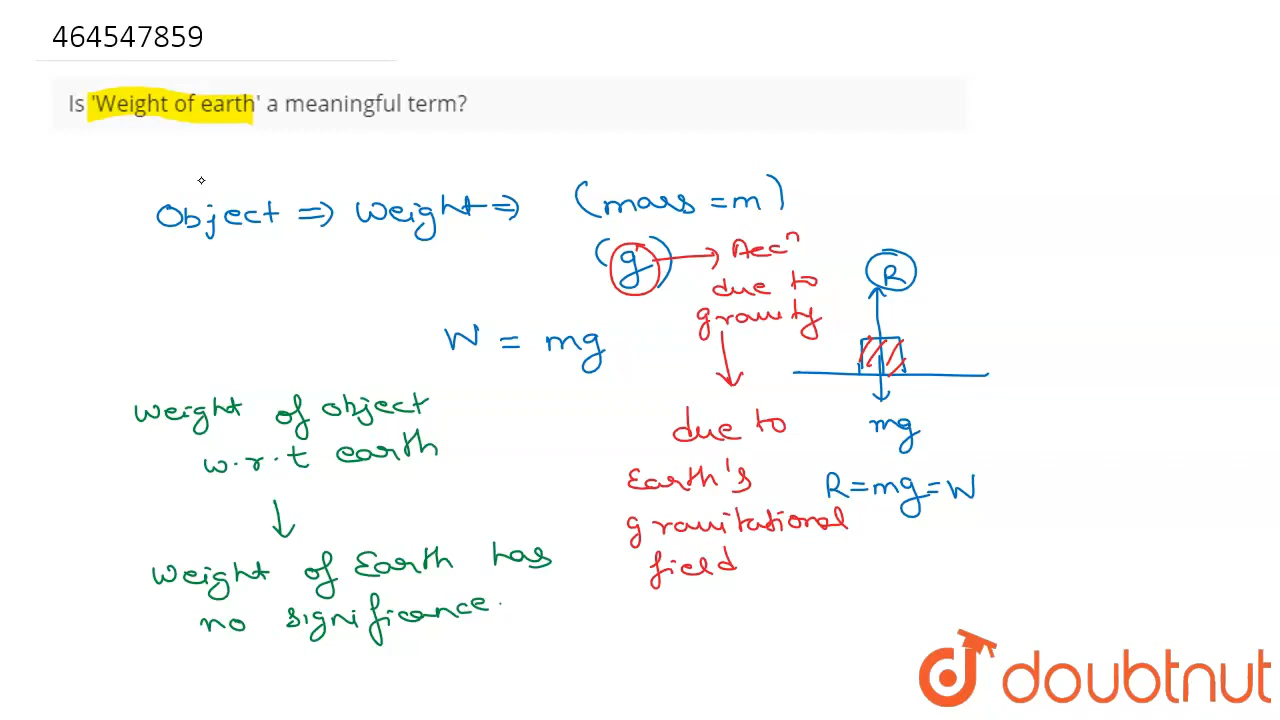 464547859
Is 'Weight of earth' a meaningful term?
Object ⇒ Weight ⇒ (mass = m)
(g) → Accⁿ
due to
gravity
R
W = mg
mg
R = mg = W
due to
Earth's
gravitational
field
Weight of object
w.r.t earth
Weight of Earth has
no significance.
doubtnut